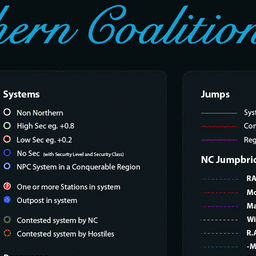 hern Coalition
Systems
Non Northern
High Sec eg. +0.8
Low Sec eg. +0.2
No Sec (with Security Level and Security Class)
NPC System in a Conquerable Region
One or more Stations in system
Outpost in system
Contested system by NC
Contested system by Hostiles
Jumps
Syst
Con
Reg
NC Jumpbric
RA
Mo
Ma
Wi
R.A
-M